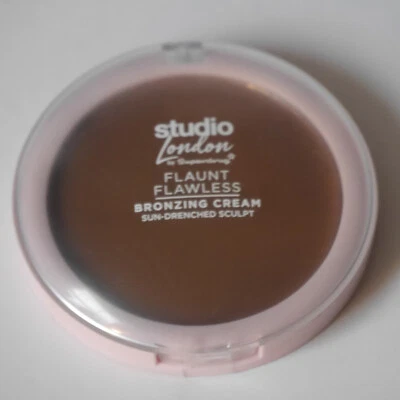 studio
London
by Superdrug®
FLAUNT
FLAWLESS
BRONZING CREAM
SUN-DRENCHED SCULPT